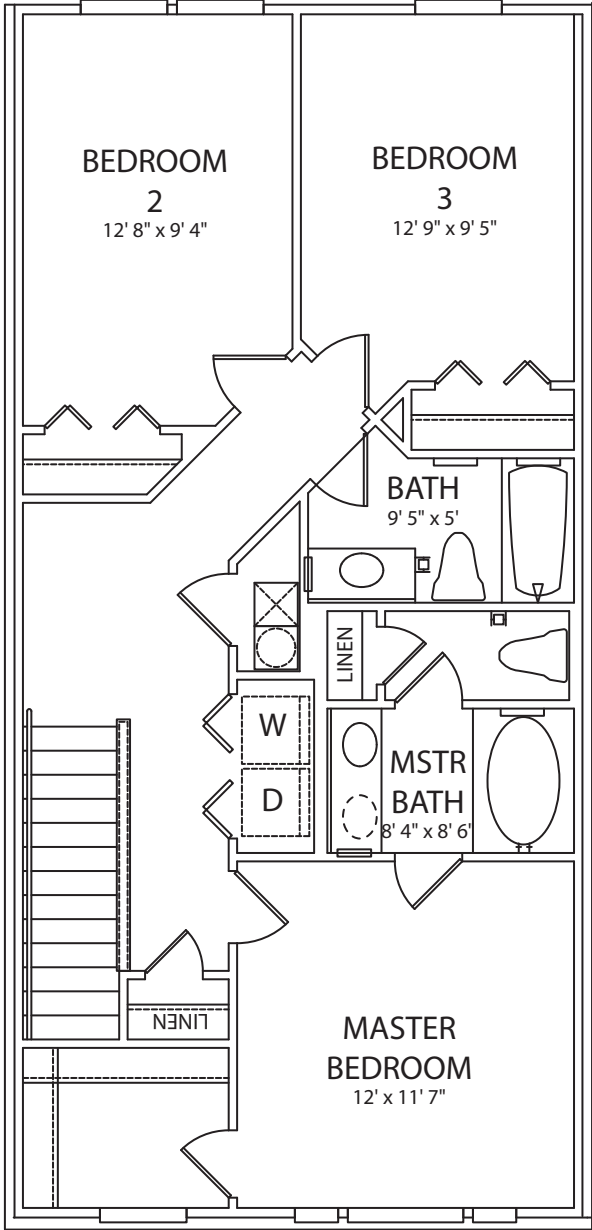 BEDROOM
2
12' 8" x 9' 4"
BEDROOM
3
12' 9" x 9' 5"
BATH
9' 5" x 5'
LINEN
W
D
MSTR
BATH
8' 4" x 8' 6'
LINEN
MASTER
BEDROOM
12' x 11' 7"